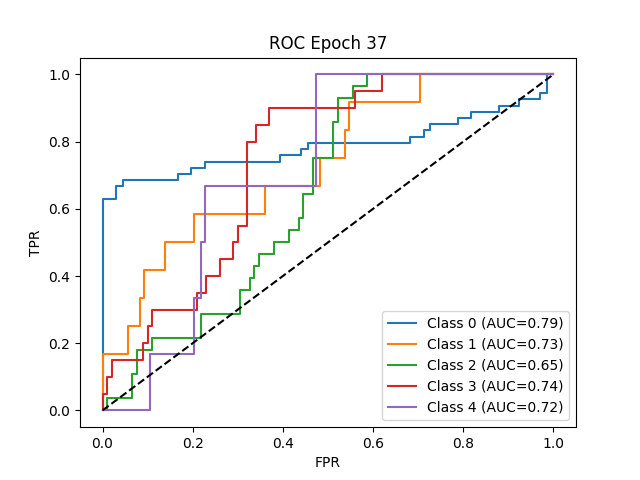 ROC Epoch 37
TPR
1.0
0.8
0.6
0.4
0.2
0.0
Class 0 (AUC=0.79)
Class 1 (AUC=0.73)
Class 2 (AUC=0.65)
Class 3 (AUC=0.74)
Class 4 (AUC=0.72)
0.0 0.2 0.4 0.6 0.8 1.0
FPR